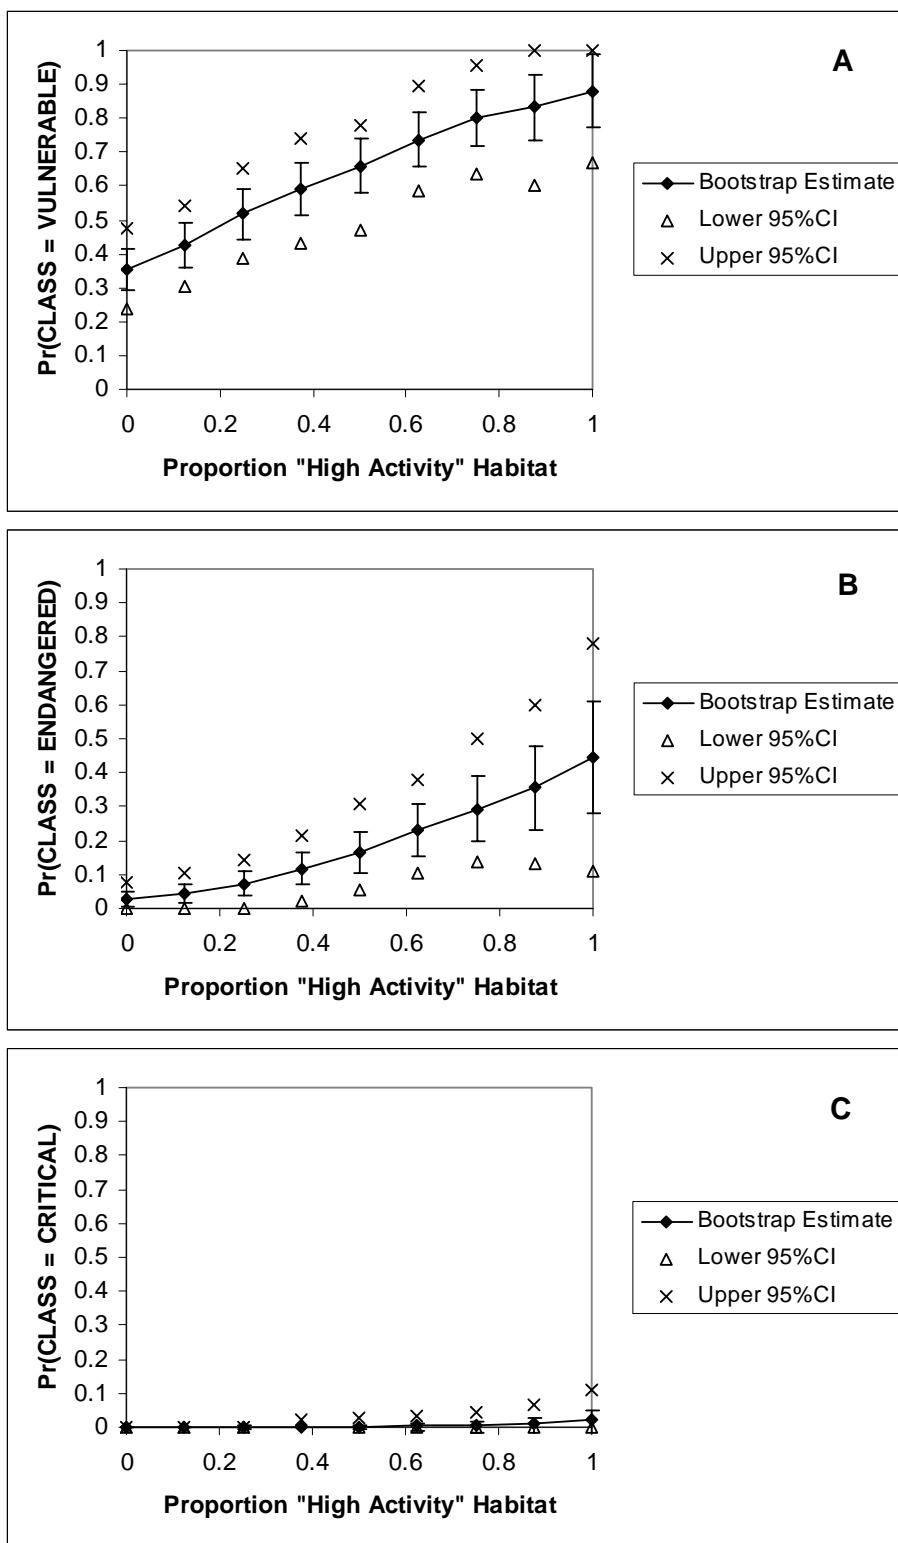 A
Pr(CLASS = VULNERABLE)
1
0.9
0.8
0.7
0.6
0.5
0.4
0.3
0.2
0.1
0
0 0.2 0.4 0.6 0.8 1
Proportion "High Activity" Habitat
Bootstrap Estimate
Lower 95%CI
Upper 95%CI
B
Pr(CLASS = ENDANGERED)
1
0.9
0.8
0.7
0.6
0.5
0.4
0.3
0.2
0.1
0
0 0.2 0.4 0.6 0.8 1
Proportion "High Activity" Habitat
Bootstrap Estimate
Lower 95%CI
Upper 95%CI
C
Pr(CLASS = CRITICAL)
1
0.9
0.8
0.7
0.6
0.5
0.4
0.3
0.2
0.1
0
0 0.2 0.4 0.6 0.8 1
Proportion "High Activity" Habitat
Bootstrap Estimate
Lower 95%CI
Upper 95%CI